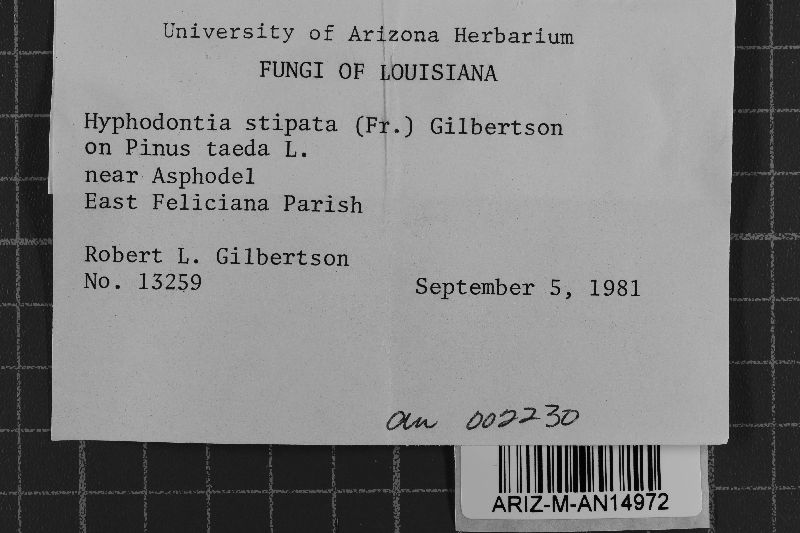 University of Arizona Herbarium
FUNGI OF LOUISIANA
Hyphodontia stipata (Fr.) Gilbertson
on Pinus taeda L.
near Asphodel
East Feliciana Parish
Robert L. Gilbertson
No. 13259
September 5, 1981
an 002230
ARIZ-M-AN14972